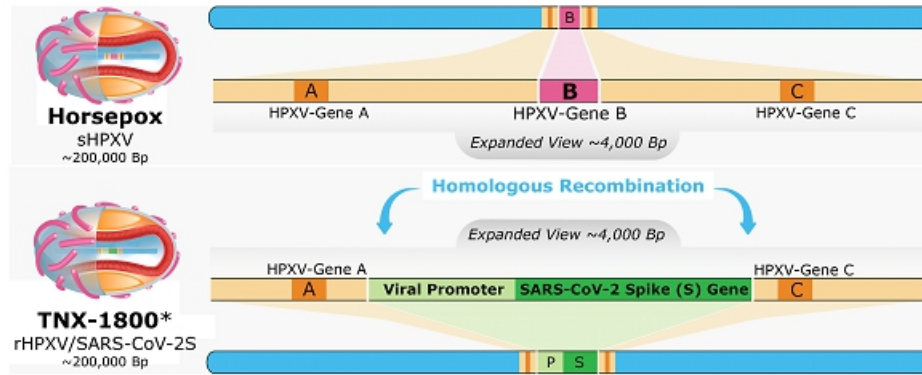 B
A
B
C
HPXV-Gene A
HPXV-Gene B
HPXV-Gene C
Horsepox
sHPXV
~200,000 Bp
Expanded View ~4,000 Bp
Homologous Recombination
Expanded View ~4,000 Bp
HPXV-Gene A
HPXV-Gene C
A
Viral Promoter
SARS-CoV-2 Spike (S) Gene
C
TNX-1800*
rHPXV/SARS-CoV-2S
~200,000 Bp
P
S